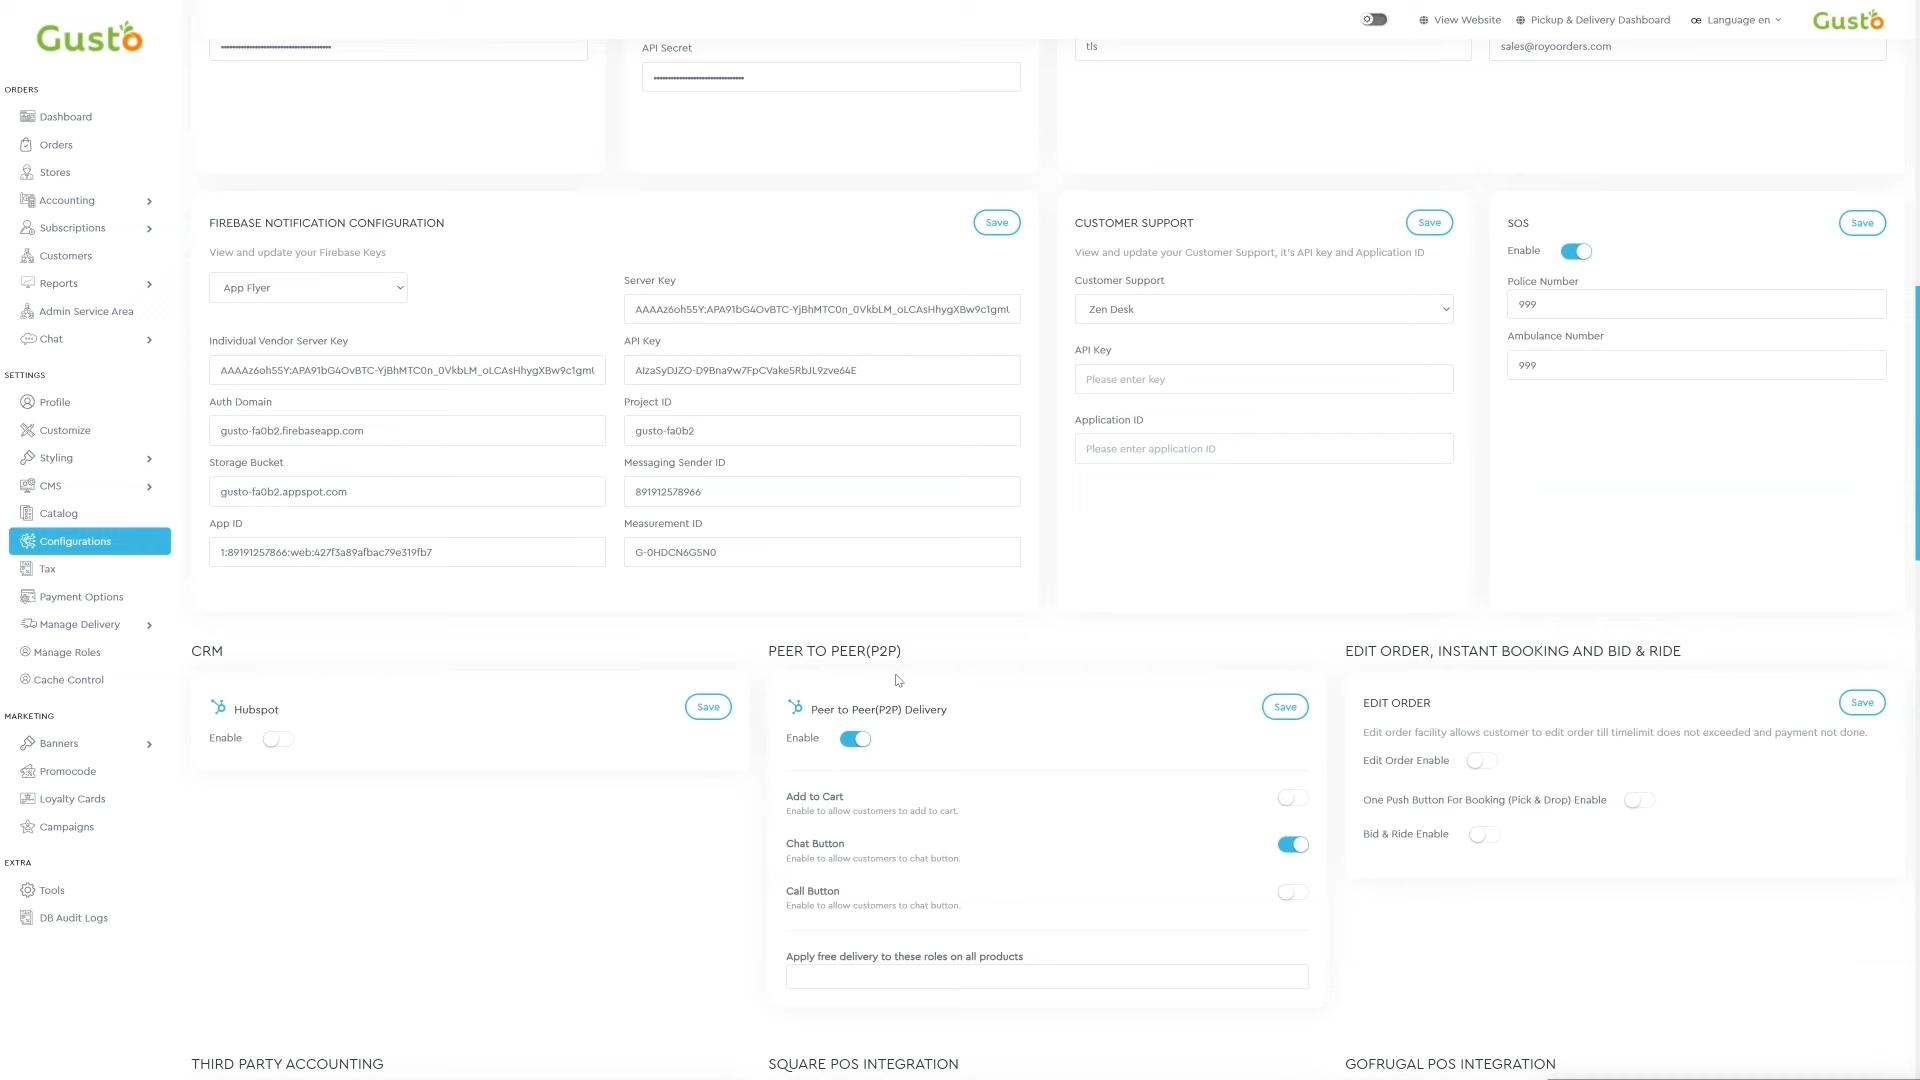 Gusto
View Website
Pickup & Delivery Dashboard
Language en
Gusto
ORDERS
Dashboard
Orders
Stores
Accounting
Subscriptions
Customers
Reports
Admin Service Area
Chat
SETTINGS
Profile
Customize
Styling
CMS
Catalog
Configurations
Tax
Payment Options
Manage Delivery
Manage Roles
Cache Control
MARKETING
Banners
Promocode
Loyalty Cards
Campaigns
EXTRA
Tools
DB Audit Logs
API Secret
tls
sales@royoorders.com
FIREBASE NOTIFICATION CONFIGURATION
Save
View and update your Firebase Keys
App Flyer
Server Key
AAAAz6oh55Y:APA91bG4OvBTC-YjBhMTC0n_0VkbLM_oLCAsHhygXBw9c1gml
Individual Vendor Server Key
AAAAz6oh55Y:APA91bG4OvBTC-YjBhMTC0n_0VkbLM_oLCAsHhygXBw9c1gml
API Key
AIzaSyDJZO-D9Bna9w7FpCVake5RbJL9zve64E
Auth Domain
gusto-fa0b2.firebaseapp.com
Project ID
gusto-fa0b2
Storage Bucket
gusto-fa0b2.appspot.com
Messaging Sender ID
891912578966
App ID
1:89191257866:web:427f3a89afbac79e319fb7
Measurement ID
G-0HDCN6G5N0
CUSTOMER SUPPORT
Save
View and update your Customer Support, it's API key and Application ID
Customer Support
Zen Desk
API Key
Please enter key
Application ID
Please enter application ID
SOS
Save
Enable
Police Number
999
Ambulance Number
999
CRM
Hubspot
Save
Enable
PEER TO PEER(P2P)
Peer to Peer(P2P) Delivery
Save
Enable
Add to Cart
Enable to allow customers to add to cart.
Chat Button
Enable to allow customers to chat button.
Call Button
Enable to allow customers to chat button.
Apply free delivery to these roles on all products
EDIT ORDER, INSTANT BOOKING AND BID & RIDE
EDIT ORDER
Save
Edit order facility allows customer to edit order till timelimit does not exceeded and payment not done.
Edit Order Enable
One Push Button For Booking (Pick & Drop) Enable
Bid & Ride Enable
THIRD PARTY ACCOUNTING
SQUARE POS INTEGRATION
GOFRUGAL POS INTEGRATION